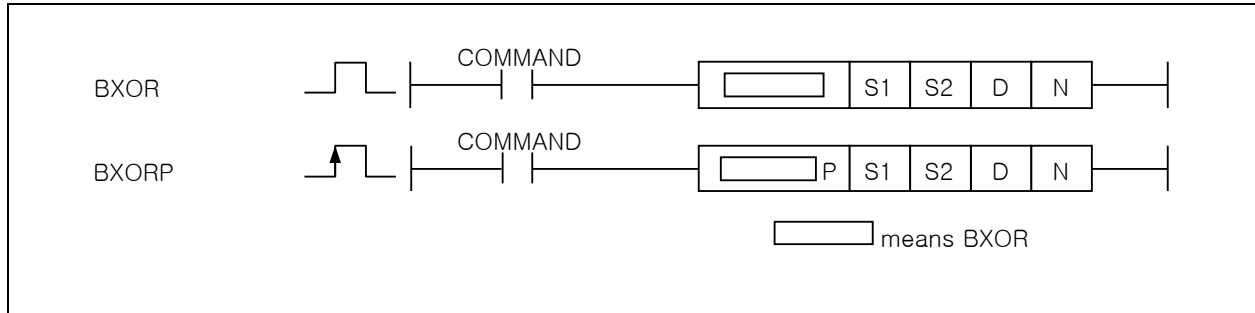 COMMAND
BXOR S1 S2 D N
COMMAND
BXORP P S1 S2 D N
means BXOR